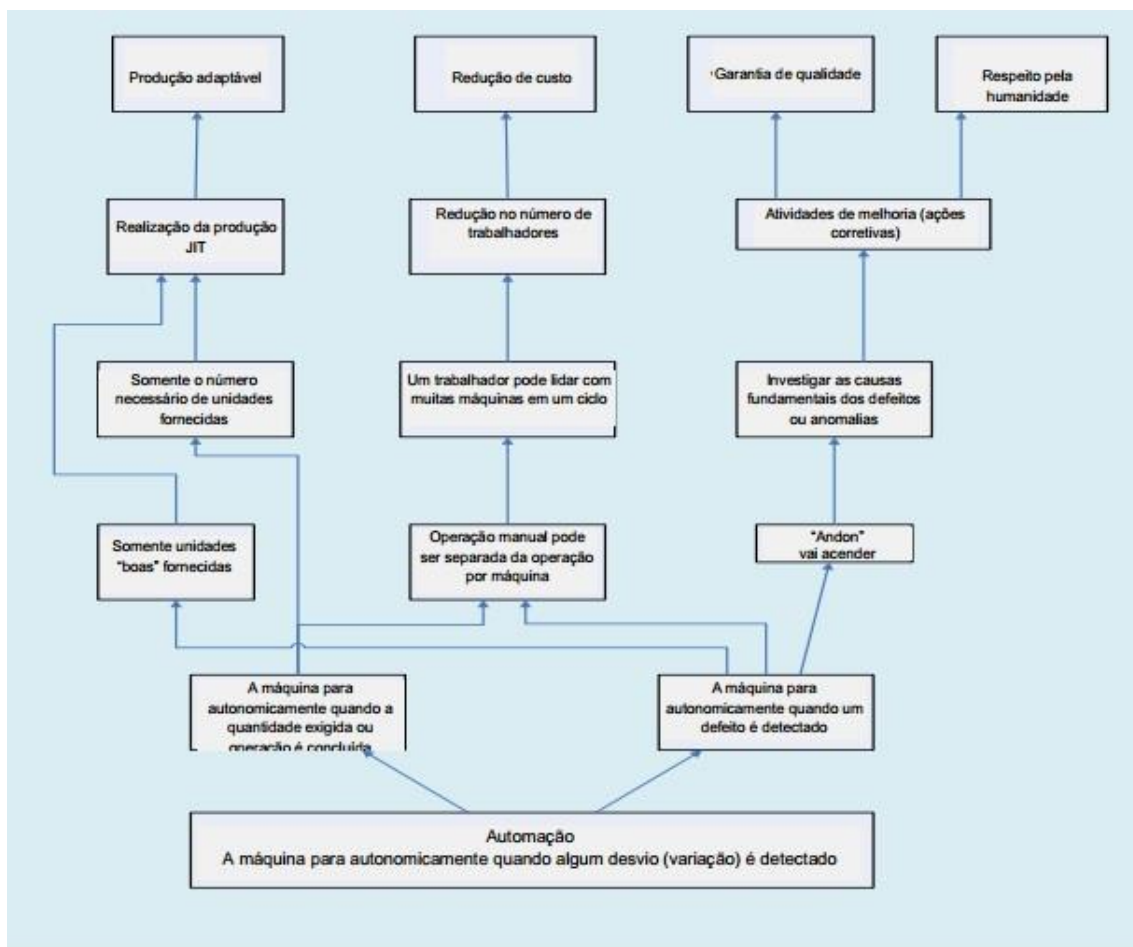 Produção adaptável
Redução de custo
Garantia de qualidade
Respeito pela
humanidade
Realização da produção
JIT
Redução no número de
trabalhadores
Atividades de melhoria (ações
corretivas)
Somente o número
necessário de unidades
fornecidas
Um trabalhador pode lidar com
muitas máquinas em um ciclo
Investigar as causas
fundamentais dos defeitos
ou anomalias
Somente unidades
“boas” fornecidas
Operação manual pode
ser separada da operação
por máquina
“Andon”
vai acender
A máquina para
autonomicamente quando a
quantidade exigida ou
operação é concluída
A máquina para
autonomicamente quando um
defeito é detectado
Automação
A máquina para autonomicamente quando algum desvio (variação) é detectado